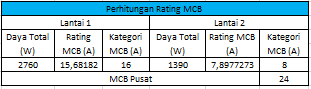 Perhitungan Rating MCB
Lantai 1 Lantai 2
Daya Total (W) Rating MCB (A) Kategori MCB (A) Daya Total (W) Rating MCB (A) Kategori MCB (A)
2760 15,68182 16 1390 7,8977273 8
MCB Pusat 24